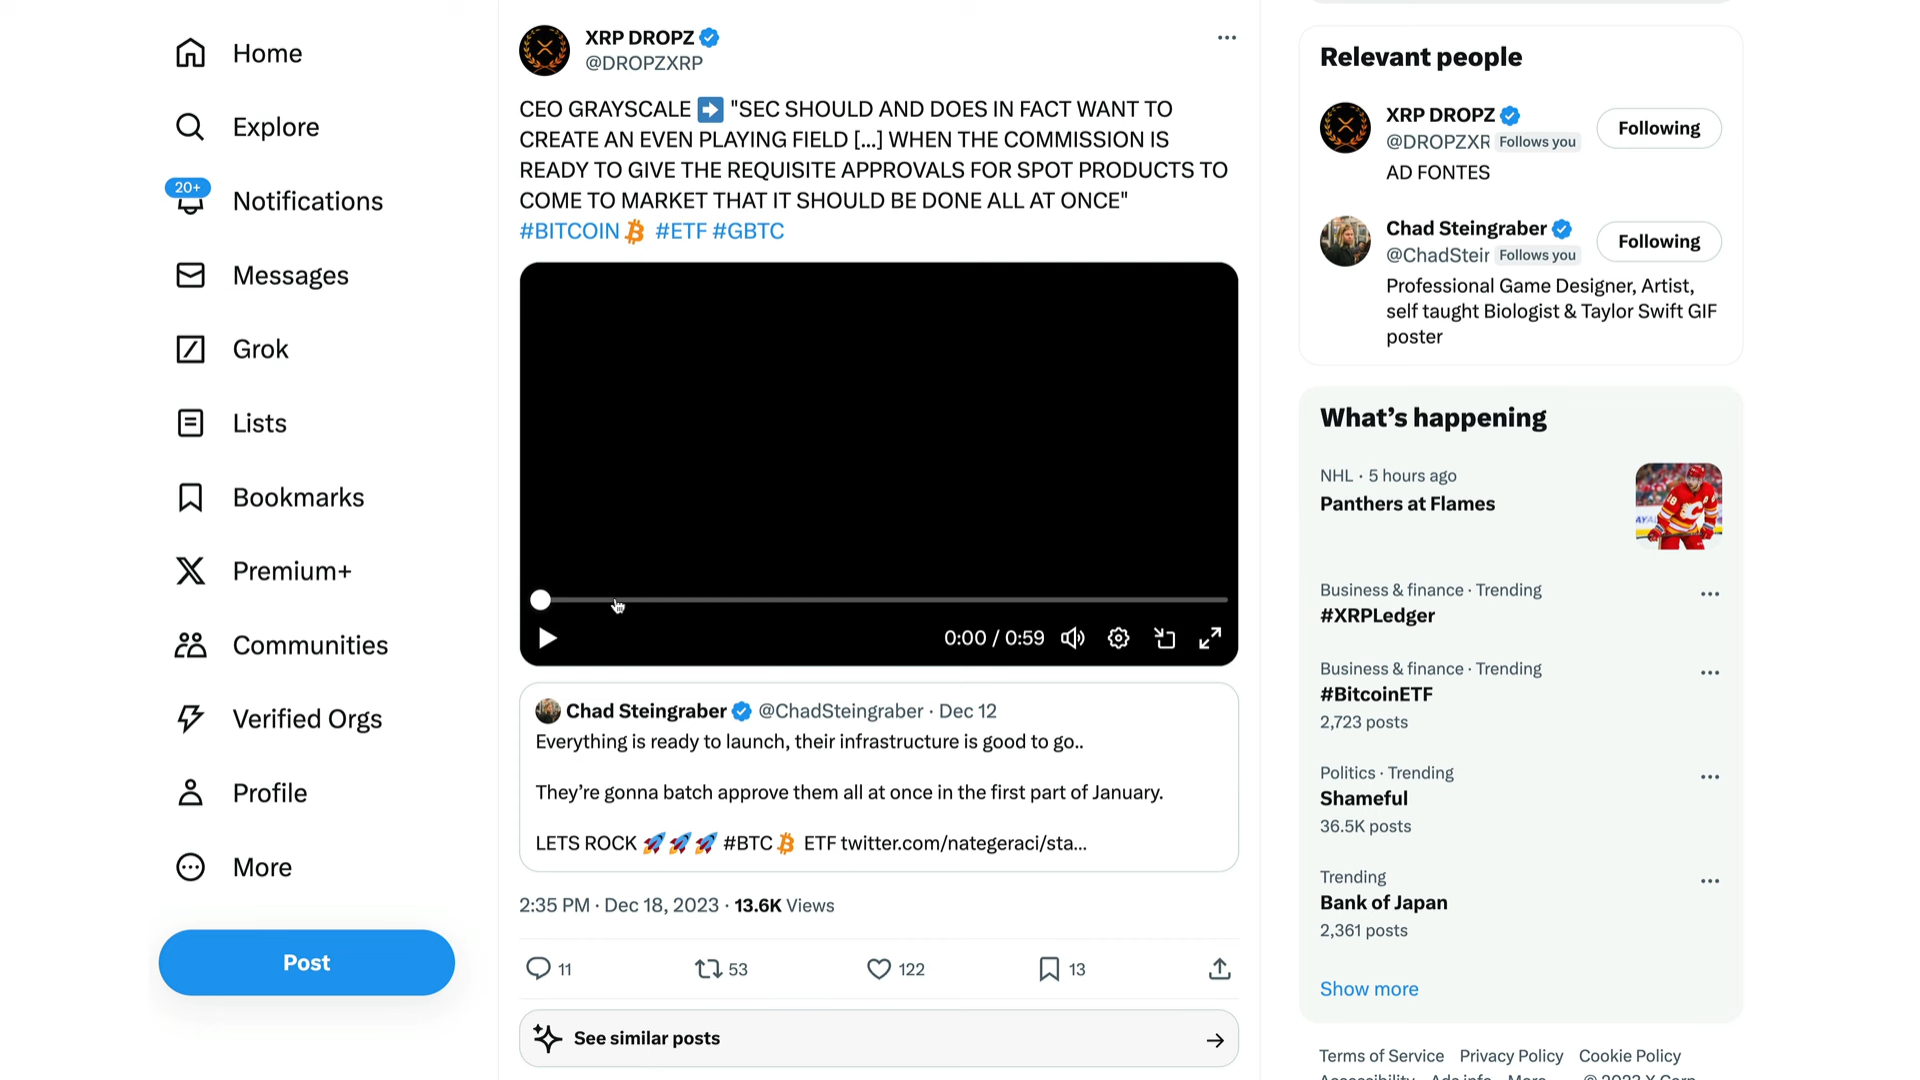 Home
Explore
20+
Notifications
Messages
Grok
Lists
Bookmarks
Premium+
Communities
Verified Orgs
Profile
More
Post
XRP DROPZ
@DROPZXRP
CEO GRAYSCALE ➡️ "SEC SHOULD AND DOES IN FACT WANT TO
CREATE AN EVEN PLAYING FIELD [...] WHEN THE COMMISSION IS
READY TO GIVE THE REQUISITE APPROVALS FOR SPOT PRODUCTS TO
COME TO MARKET THAT IT SHOULD BE DONE ALL AT ONCE"
#BITCOIN #ETF #GBTC
0:00 / 0:59
Chad Steingraber @ChadSteingraber · Dec 12
Everything is ready to launch, their infrastructure is good to go..
They're gonna batch approve them all at once in the first part of January.
LETS ROCK 🚀🚀🚀 #BTC ETF twitter.com/nategeraci/sta...
2:35 PM · Dec 18, 2023 · 13.6K Views
11 53 122 13
See similar posts
Relevant people
XRP DROPZ
@DROPZXR Follows you
Following
AD FONTES
Chad Steingraber
@ChadSteir Follows you
Following
Professional Game Designer, Artist,
self taught Biologist & Taylor Swift GIF
poster
What's happening
NHL · 5 hours ago
Panthers at Flames
Business & finance · Trending
#XRPLedger
Business & finance · Trending
#BitcoinETF
2,723 posts
Politics · Trending
Shameful
36.5K posts
Trending
Bank of Japan
2,361 posts
Show more
Terms of Service Privacy Policy Cookie Policy
Accessibility Ads info More © 2023 X Corp.